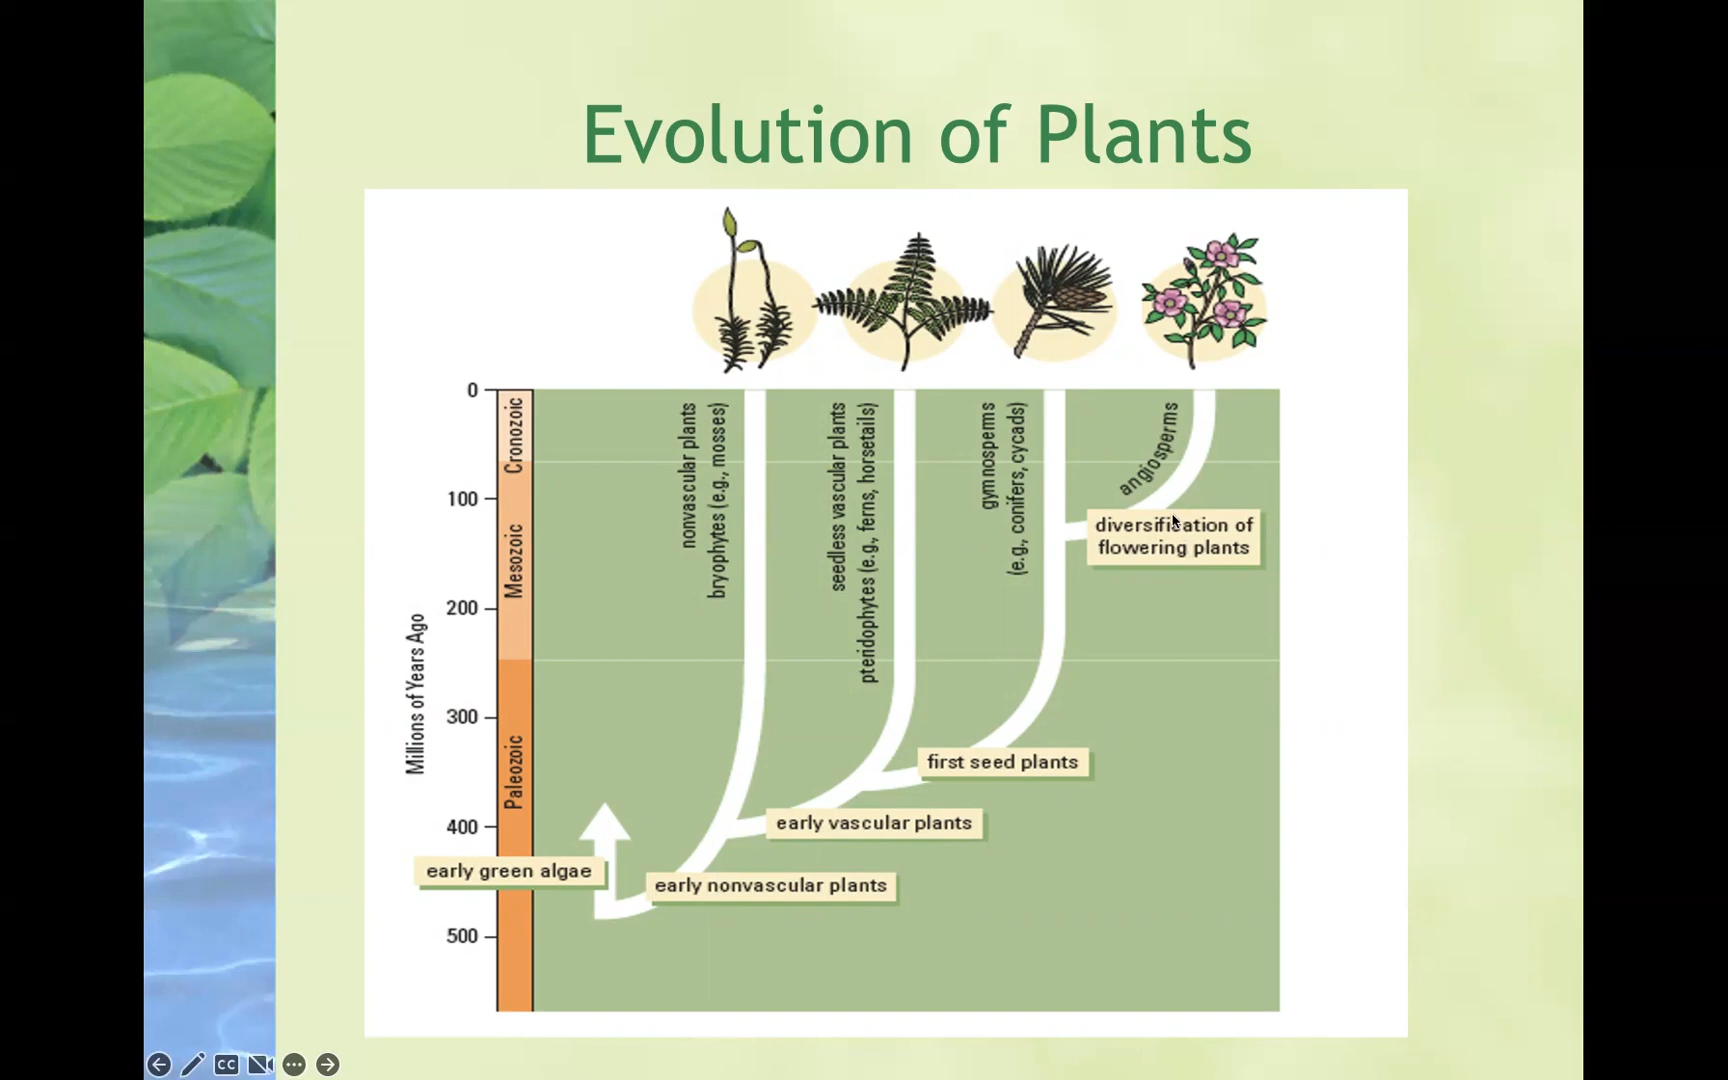 Evolution of Plants
0
100
200
300
400
500
Millions of Years Ago
Cronozoic
Mesozoic
Paleozoic
nonvascular plants
bryophytes (e.g., mosses)
seedless vascular plants
pteridophytes (e.g., ferns, horsetails)
gymnosperms
(e.g., conifers, cycads)
angiosperms
diversification of
flowering plants
first seed plants
early vascular plants
early green algae
early nonvascular plants
CC